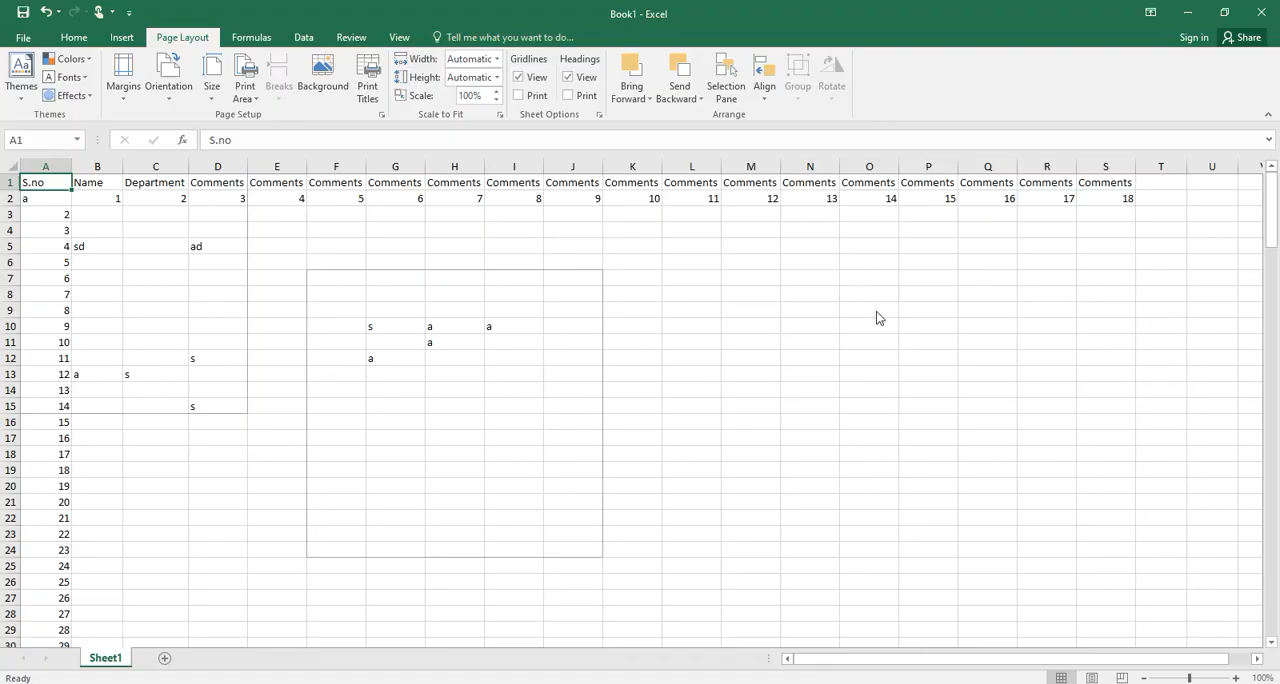 Book1 - Excel
File Home Insert Page Layout Formulas Data Review View Tell me what you want to do... Sign in Share
Themes Colors Fonts Effects Margins Orientation Size Print Area Breaks Background Print Titles Width: Automatic Height: Automatic Scale: 100% Gridlines View Print Headings View Print Bring Forward Send Backward Selection Pane Align Group Rotate
Themes Page Setup Scale to Fit Sheet Options Arrange
A1 fx S.no
A B C D E F G H I J K L M N O P Q R S T U
1 S.no Name Department Comments Comments Comments Comments Comments Comments Comments Comments Comments Comments Comments Comments Comments Comments Comments Comments
2 a 1 2 3 4 5 6 7 8 9 10 11 12 13 14 15 16 17 18
3 2
4 3
5 4 sd ad
6 5
7 6
8 7
9 8
10 9 s a a
11 10 a
12 11 s a
13 12 a s
14 13
15 14 s
16 15
17 16
18 17
19 18
20 19
21 20
22 21
23 22
24 23
25 24
26 25
27 26
28 27
29 28
30 29
Sheet1
Ready 100%